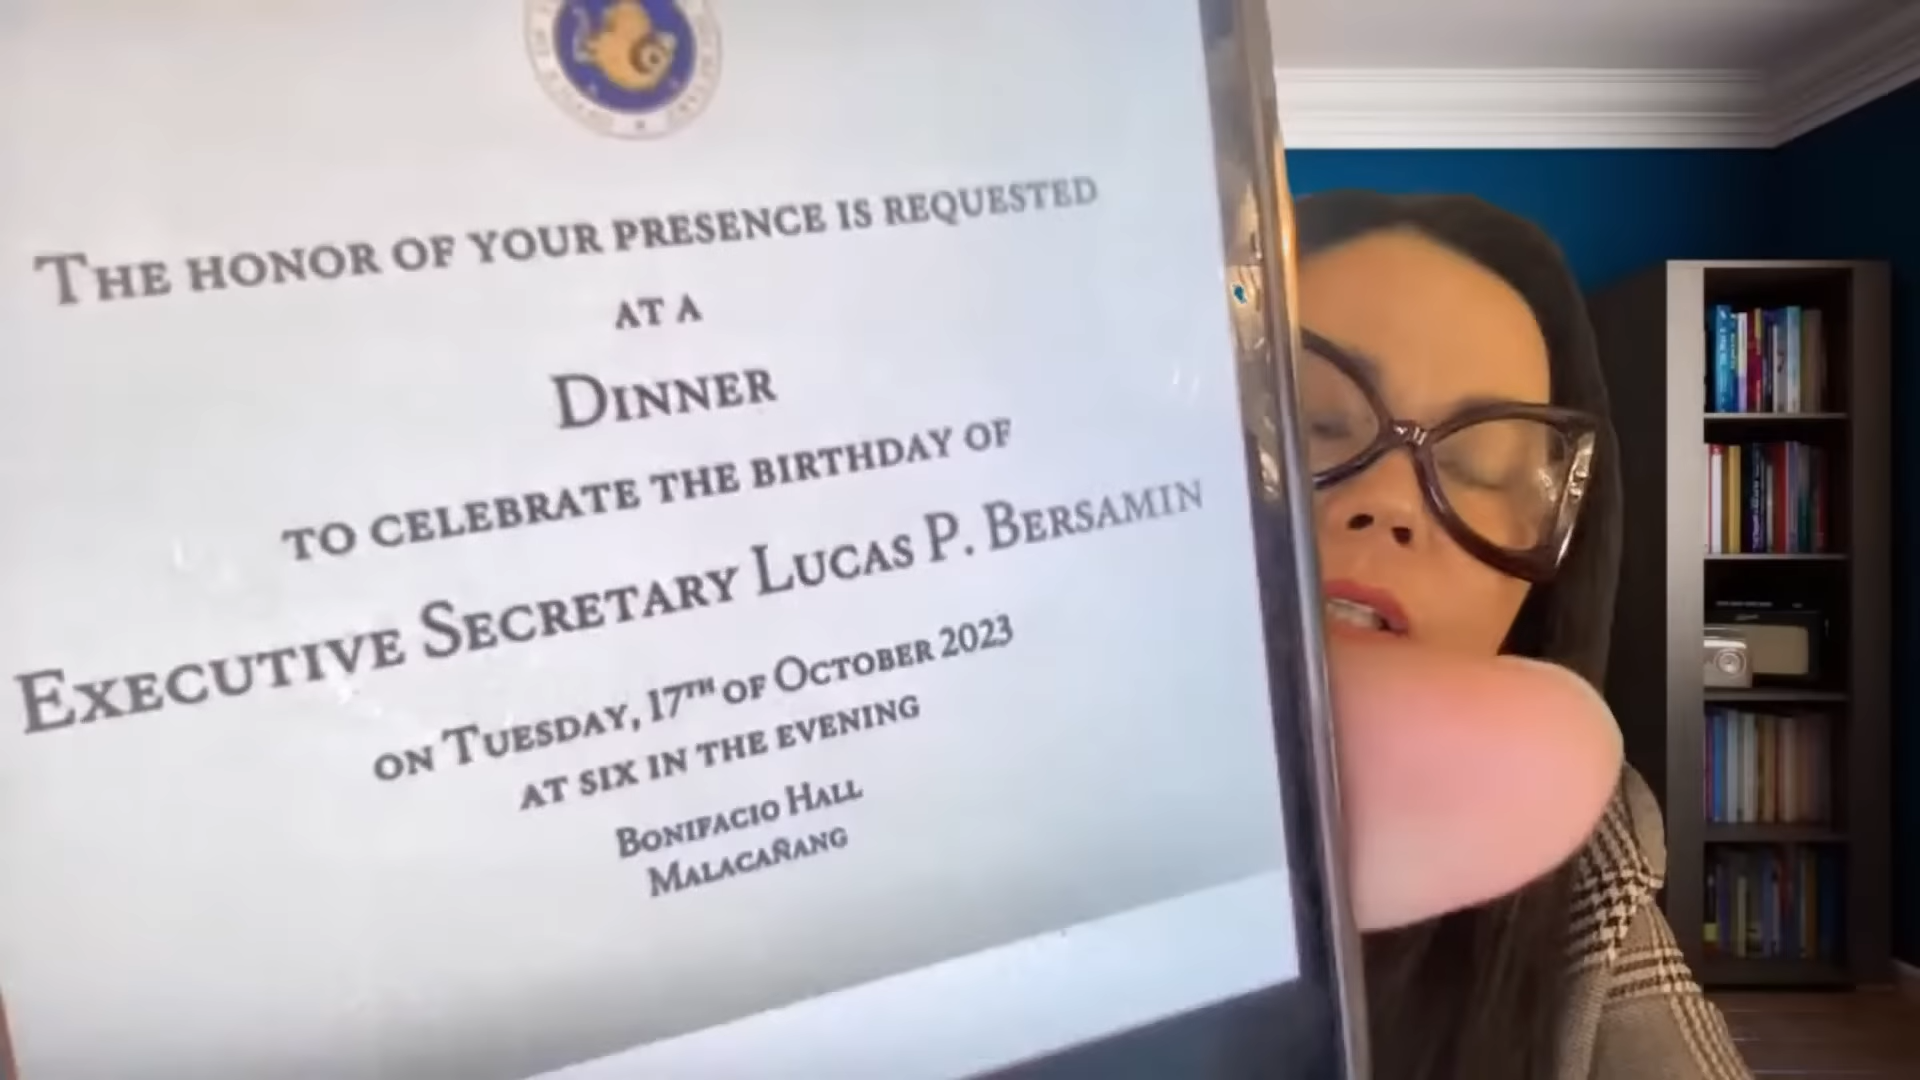 The honor of your presence is requested
at a
Dinner
to celebrate the birthday of
Executive Secretary Lucas P. Bersamin
on Tuesday, 17th of October 2023
at six in the evening
Bonifacio Hall
Malacañang